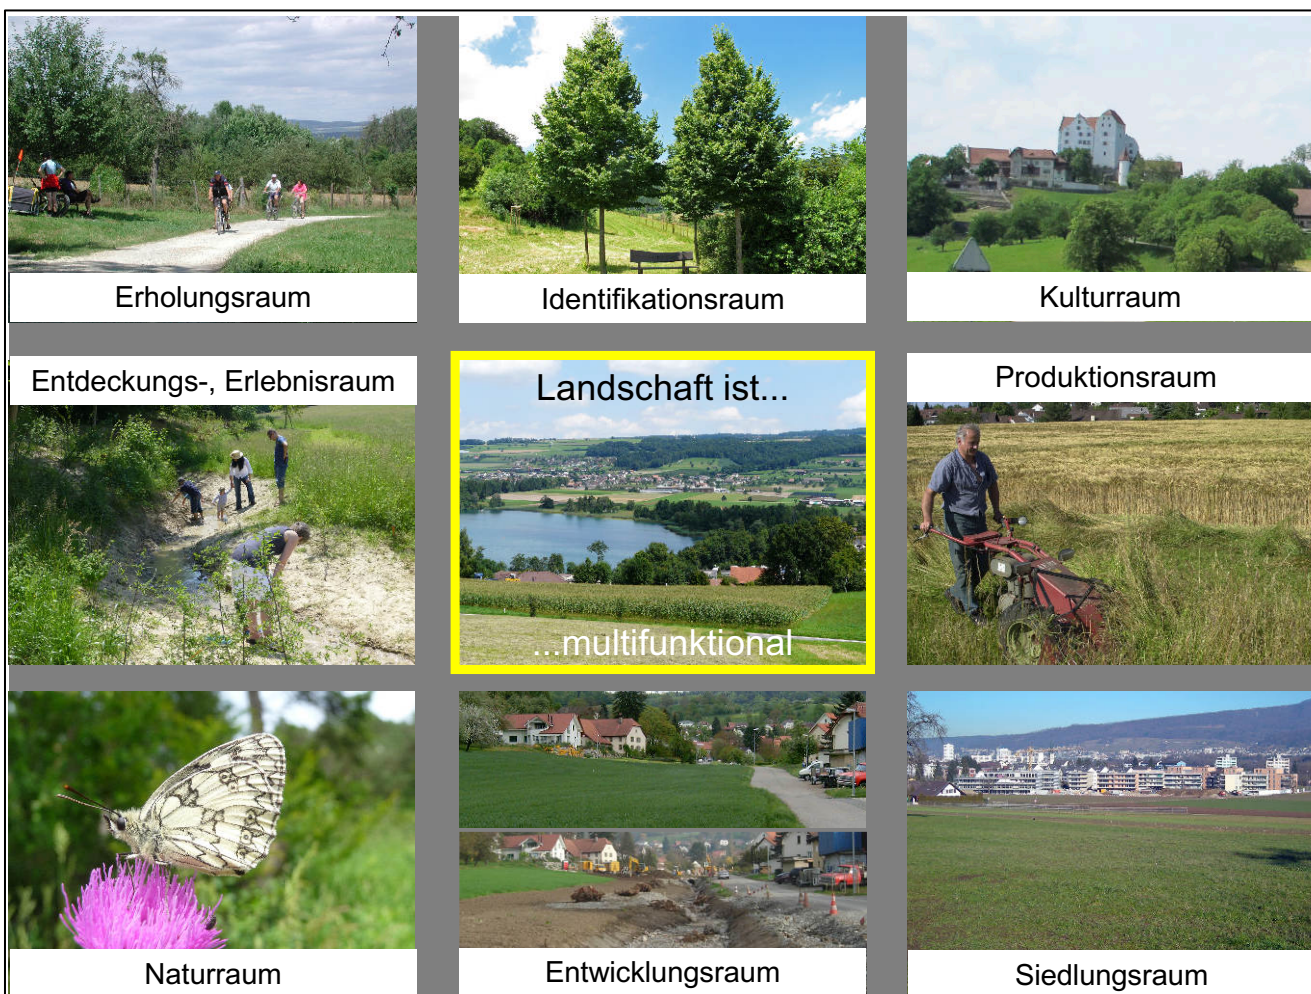 Erholungsraum
Identifikationsraum
Kulturraum
Entdeckungs-, Erlebnisraum
Landschaft ist...
...multifunktional
Produktionsraum
Naturraum
Entwicklungsraum
Siedlungsraum